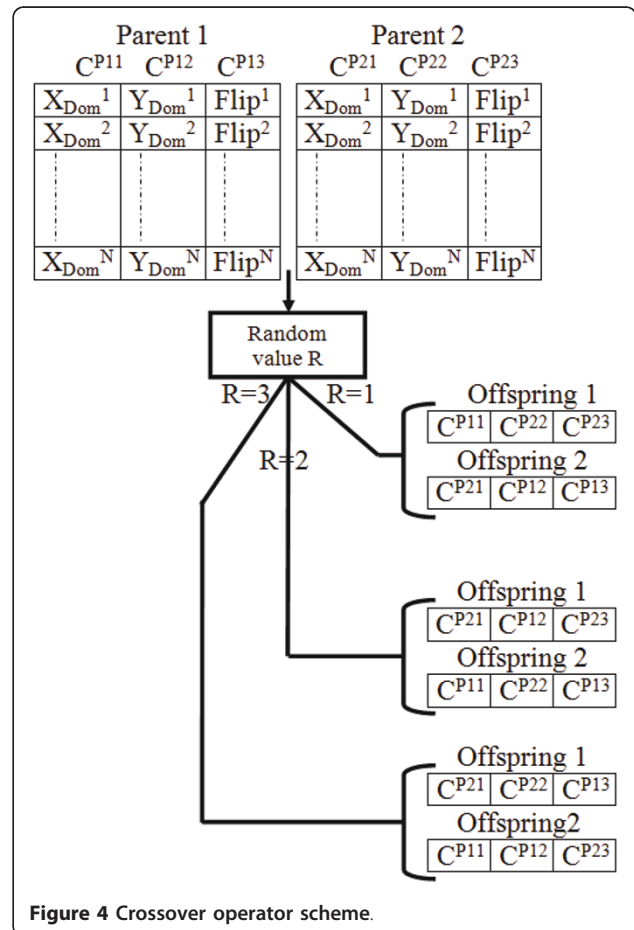 Parent 1 Parent 2
C^P11 C^P12 C^P13 C^P21 C^P22 C^P23
X_Dom^1 Y_Dom^1 Flip^1 X_Dom^1 Y_Dom^1 Flip^1
X_Dom^2 Y_Dom^2 Flip^2 X_Dom^2 Y_Dom^2 Flip^2
X_Dom^N Y_Dom^N Flip^N X_Dom^N Y_Dom^N Flip^N
Random
value R
R=3 R=1
R=2
Offspring 1
C^P11 C^P22 C^P23
Offspring 2
C^P21 C^P12 C^P13
Offspring 1
C^P21 C^P12 C^P23
Offspring 2
C^P11 C^P22 C^P13
Offspring 1
C^P21 C^P22 C^P13
Offspring2
C^P11 C^P12 C^P23
Figure 4 Crossover operator scheme.